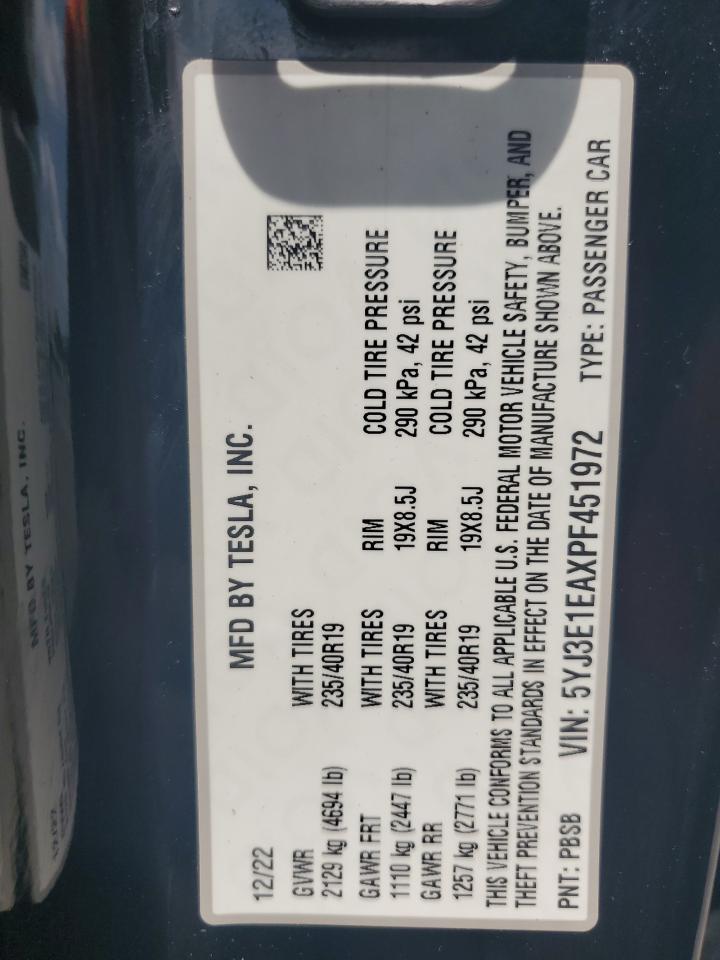 MFD BY TESLA, INC.
12/22
GVWR WITH TIRES
2129 kg (4694 lb) 235/40R19
GAWR FRT WITH TIRES RIM COLD TIRE PRESSURE
1110 kg (2447 lb) 235/40R19 19X8.5J 290 kPa, 42 psi
GAWR RR WITH TIRES RIM COLD TIRE PRESSURE
1257 kg (2771 lb) 235/40R19 19X8.5J 290 kPa, 42 psi
THIS VEHICLE CONFORMS TO ALL APPLICABLE U.S. FEDERAL MOTOR VEHICLE SAFETY, BUMPER, AND
THEFT PREVENTION STANDARDS IN EFFECT ON THE DATE OF MANUFACTURE SHOWN ABOVE.
PNT: PBSB VIN: 5YJ3E1EAXPF451972 TYPE: PASSENGER CAR
MFD BY TESLA, INC.